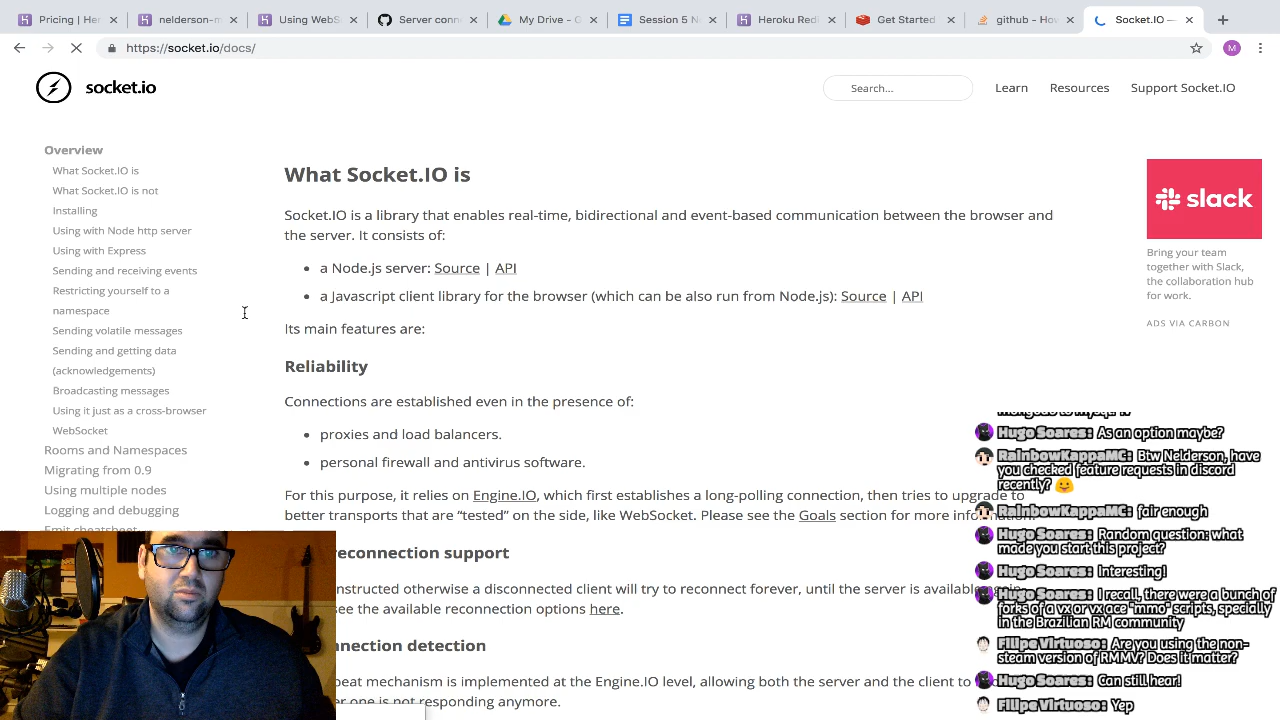 Pricing | Her
nelderson-m
Using WebS
Server conn
My Drive - G
Session 5 N
Heroku Redi
Get Started
github - Ho
Socket.IO —
https://socket.io/docs/
M
socket.io
Search...
Learn
Resources
Support Socket.IO
Overview
What Socket.IO is
What Socket.IO is not
Installing
Using with Node http server
Using with Express
Sending and receiving events
Restricting yourself to a
namespace
Sending volatile messages
Sending and getting data
(acknowledgements)
Broadcasting messages
Using it just as a cross-browser
WebSocket
Rooms and Namespaces
Migrating from 0.9
Using multiple nodes
Logging and debugging
Emit cheatsheet
What Socket.IO is
Socket.IO is a library that enables real-time, bidirectional and event-based communication between the browser and
the server. It consists of:
• a Node.js server: Source | API
• a Javascript client library for the browser (which can be also run from Node.js): Source | API
Its main features are:
Reliability
Connections are established even in the presence of:
• proxies and load balancers.
• personal firewall and antivirus software.
For this purpose, it relies on Engine.IO, which first establishes a long-polling connection, then tries to upgrade to
better transports that are “tested” on the side, like WebSocket. Please see the Goals section for more information.
reconnection support
nstructed otherwise a disconnected client will try to reconnect forever, until the server is available again
see the available reconnection options here.
nnection detection
beat mechanism is implemented at the Engine.IO level, allowing both the server and the client to
er one is not responding anymore.
slack
Bring your team
together with Slack,
the collaboration hub
for work.
ADS VIA CARBON
Hugo Soares: As an option maybe?
RainbowKappaMC: Btw Nelderson, have
you checked feature requests in discord
recently? 🤗
RainbowKappaMC: fair enough
Hugo Soares: Random question: what
made you start this project?
Hugo Soares: Interesting!
Hugo Soares: I recall, there were a bunch of
forks of a vx or vx ace "mmo" scripts, specially
in the Brazilian RM community
Filipe Virtuoso: Are you using the non-
steam version of RMMV? Does it matter?
Hugo Soares: Can still hear!
Filipe Virtuoso: Yep